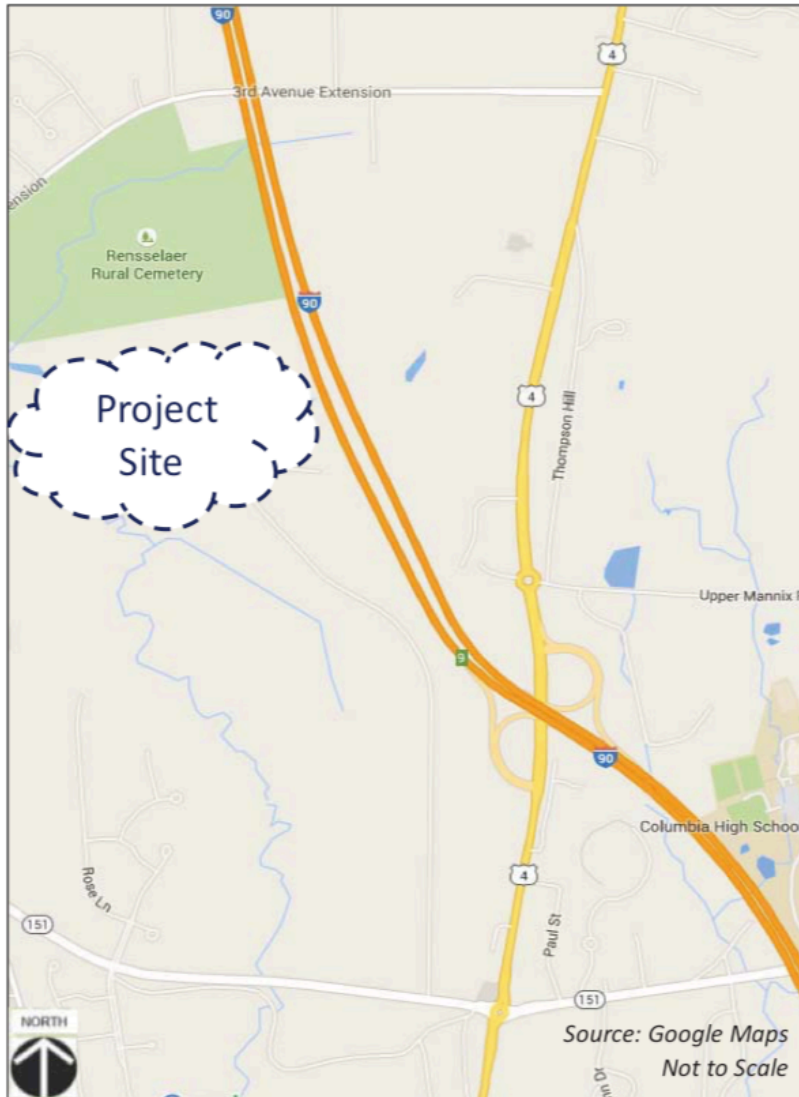 90
4
3rd Avenue Extension
ension
Rensselaer
Rural Cemetery
90
Project
Site
4
Thompson Hill
Upper Mannix
9
90
Columbia High School
4
Rose Ln
Paul St
151
151
NORTH
Source: Google Maps
Not to Scale